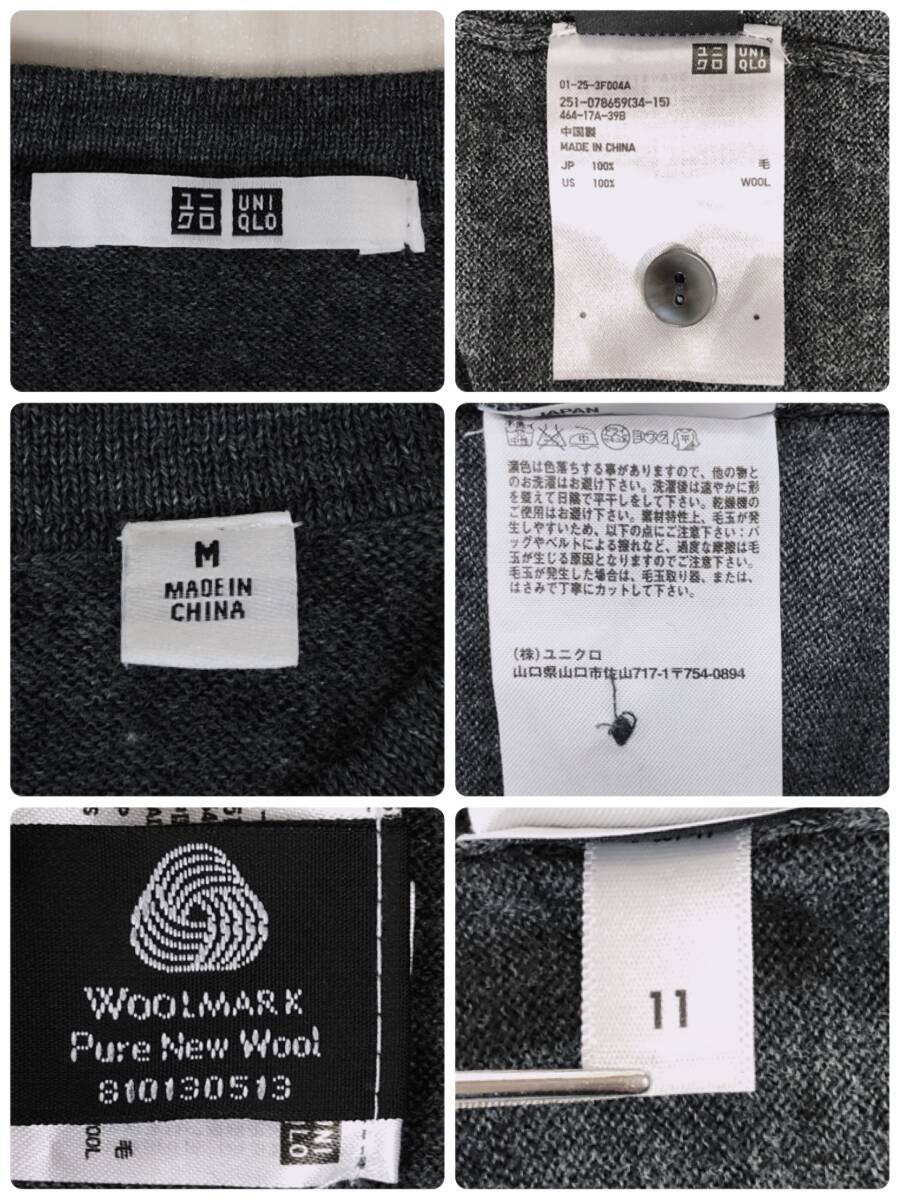 ユニ UNI
クロ QLO
ユニ UNI
クロ QLO
01-25-3F004A
251-078659(34-15)
464-17A-39B
中国製
MADE IN CHINA
JP 100% 毛
US 100% WOOL
M
MADE IN
CHINA
JAPAN
中
濃色は色落ちする事がありますので、他の物と
のお洗濯はお避け下さい。洗濯後は速やかに形
を整えて日陰で平干しをして下さい。乾燥機の
ご使用はお避け下さい。素材特性上、毛玉が発
生しやすいため、以下の点にご注意下さい：バ
ッグやベルトによる擦れなど、過度な摩擦は毛
玉が生じる原因となりますのでご注意下さい。
毛玉が発生した場合は、毛玉取り器、または、
はさみで丁寧にカットして下さい。
(株)ユニクロ
山口県山口市佐山717-1〒754-0894
WOOLMARK
Pure New Wool
810130513
OOL 毛
UNI
QLO
11